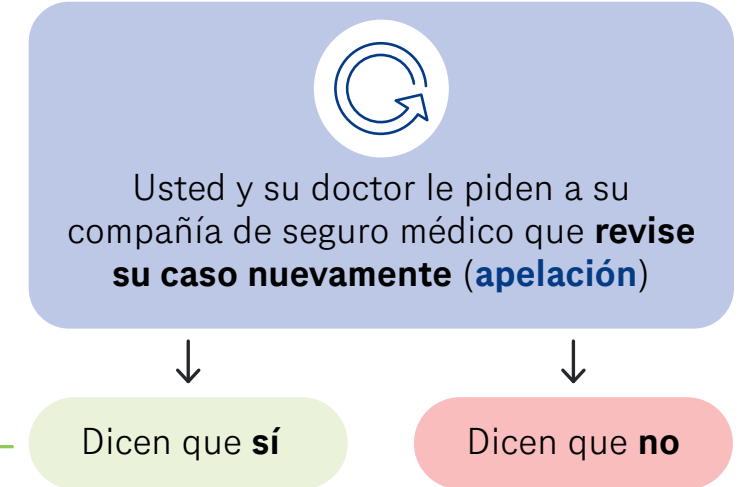 Usted y su doctor le piden a su
compañía de seguro médico que revise
su caso nuevamente (apelación)
Dicen que sí
Dicen que no